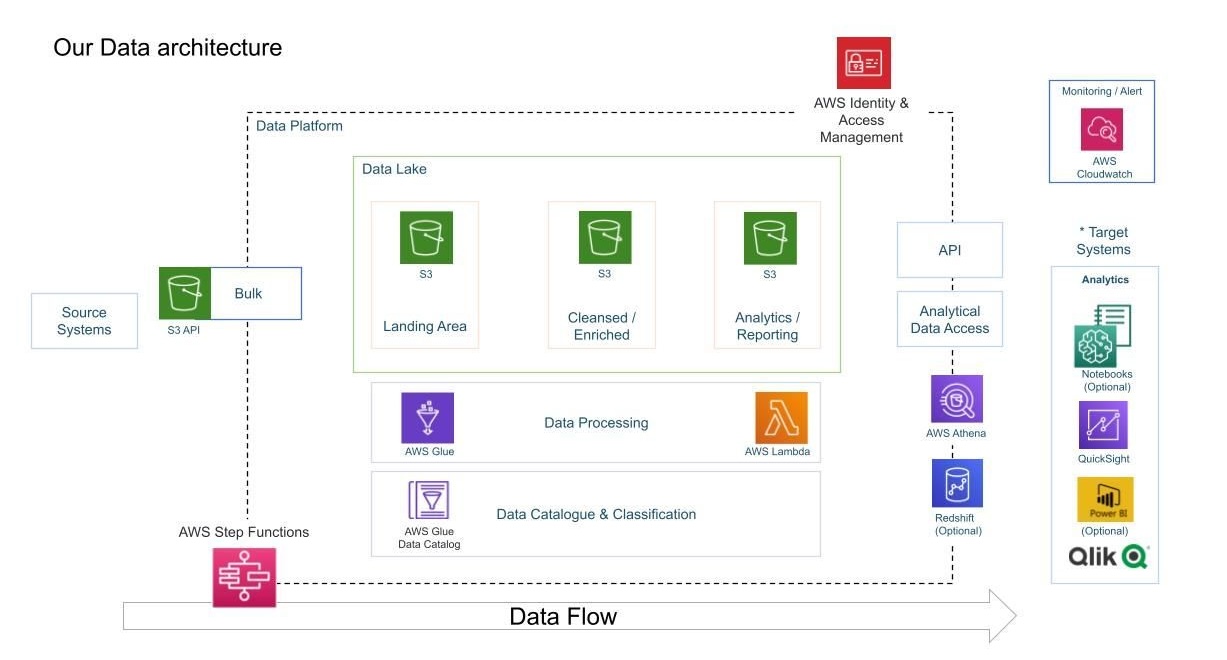 Our Data architecture
AWS Identity &
Access
Management
Monitoring / Alert
AWS
Cloudwatch
Data Platform
Data Lake
S3
Landing Area
S3
Cleansed /
Enriched
S3
Analytics /
Reporting
Source
Systems
Bulk
S3 API
API
Analytical
Data Access
* Target
Systems
Analytics
Notebooks
(Optional)
QuickSight
Power BI
(Optional)
Qlik Q
AWS Glue
Data Processing
AWS Lambda
AWS Athena
Redshift
(Optional)
AWS Glue
Data Catalog
Data Catalogue & Classification
AWS Step Functions
Data Flow